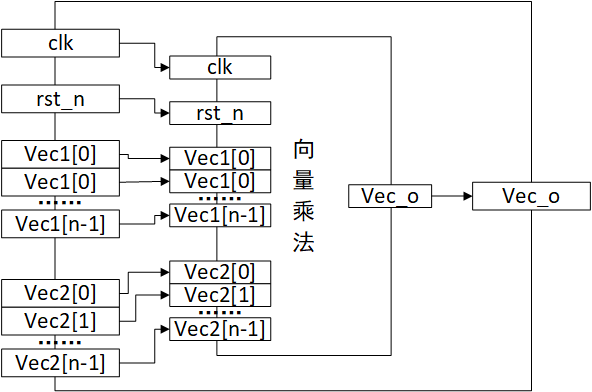 clk
rst_n
Vec1[0]
Vec1[0]
......
Vec1[n-1]
Vec2[0]
Vec2[1]
......
Vec2[n-1]
clk
rst_n
Vec1[0]
Vec1[0]
......
Vec1[n-1]
Vec2[0]
Vec2[1]
......
Vec2[n-1]
向
量
乘
法
Vec_o
Vec_o